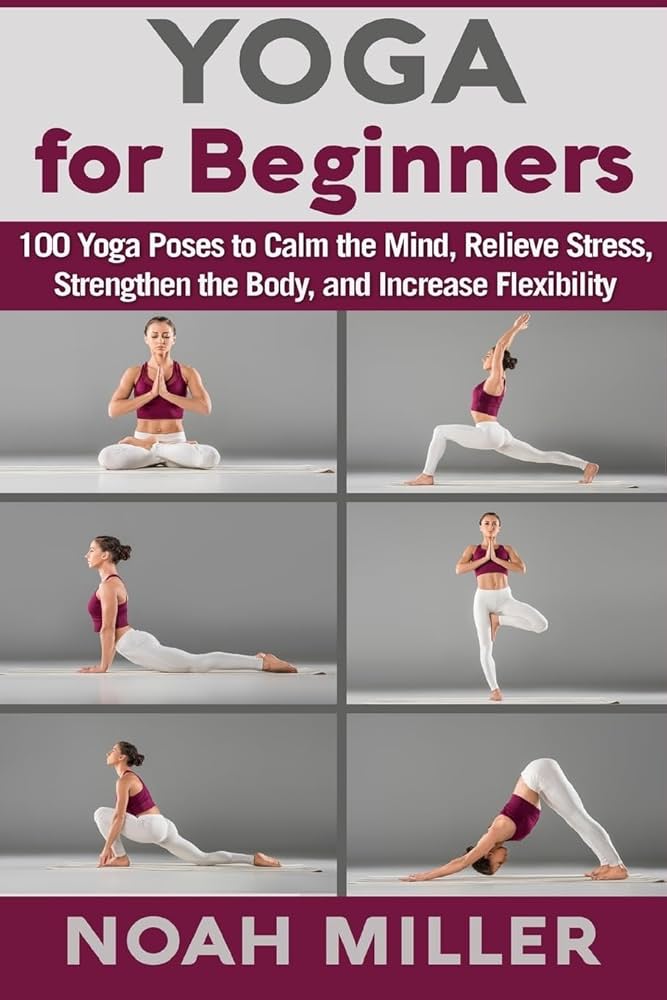 YOGA
for Beginners
100 Yoga Poses to Calm the Mind, Relieve Stress,
Strengthen the Body, and Increase Flexibility
NOAH MILLER